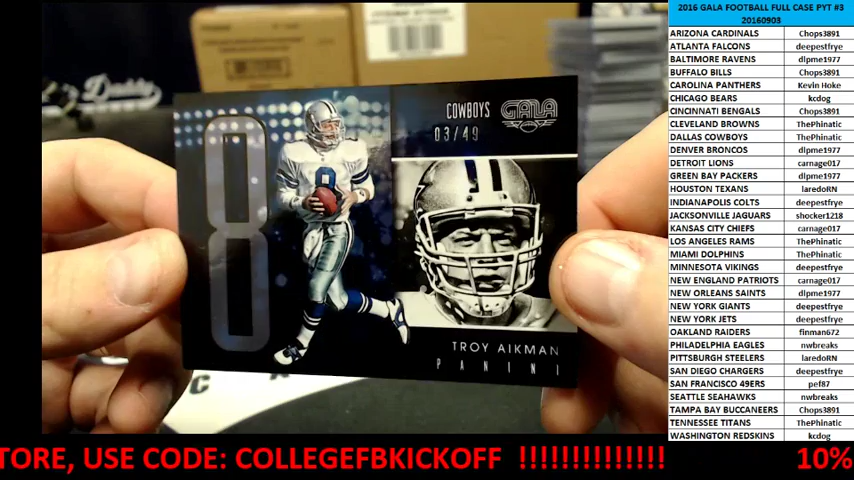 2016 GALA FOOTBALL FULL CASE PYT #3
20160903
ARIZONA CARDINALS Chops3891
ATLANTA FALCONS deepestfrye
BALTIMORE RAVENS dlpme1977
BUFFALO BILLS Chops3891
CAROLINA PANTHERS Kevin Hoke
CHICAGO BEARS kcdog
CINCINNATI BENGALS Chops3891
CLEVELAND BROWNS ThePhinatic
DALLAS COWBOYS ThePhinatic
DENVER BRONCOS dlpme1977
DETROIT LIONS carnage017
GREEN BAY PACKERS dlpme1977
HOUSTON TEXANS laredoRN
INDIANAPOLIS COLTS deepestfrye
JACKSONVILLE JAGUARS shocker1218
KANSAS CITY CHIEFS carnage017
LOS ANGELES RAMS ThePhinatic
MIAMI DOLPHINS ThePhinatic
MINNESOTA VIKINGS deepestfrye
NEW ENGLAND PATRIOTS carnage017
NEW ORLEANS SAINTS dlpme1977
NEW YORK GIANTS deepestfrye
NEW YORK JETS deepestfrye
OAKLAND RAIDERS finman672
PHILADELPHIA EAGLES nwbreaks
PITTSBURGH STEELERS laredoRN
SAN DIEGO CHARGERS deepestfrye
SAN FRANCISCO 49ERS pef87
SEATTLE SEAHAWKS nwbreaks
TAMPA BAY BUCCANEERS Chops3891
TENNESSEE TITANS ThePhinatic
WASHINGTON REDSKINS kcdog
Daddy
COWBOYS GALA
03/49
8
8
TROY AIKMAN
PANINI
TORE, USE CODE: COLLEGEFBKICKOFF !!!!!!!!!!!!!! 10%